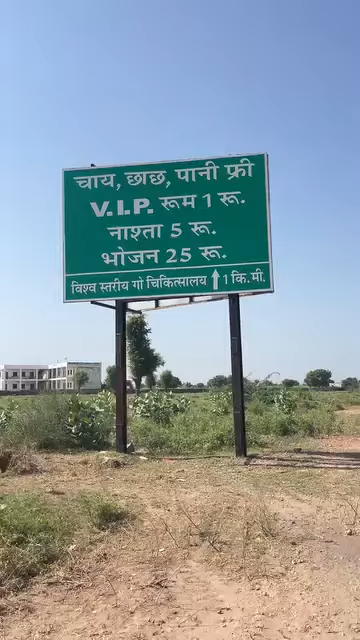 चाय, छाछ, पानी फ्री
V.I.P. रूम 1 रू.
नाश्ता 5 रू.
भोजन 25 रू.
विश्व स्तरीय गो चिकित्सालय ↑ 1 कि.मी.